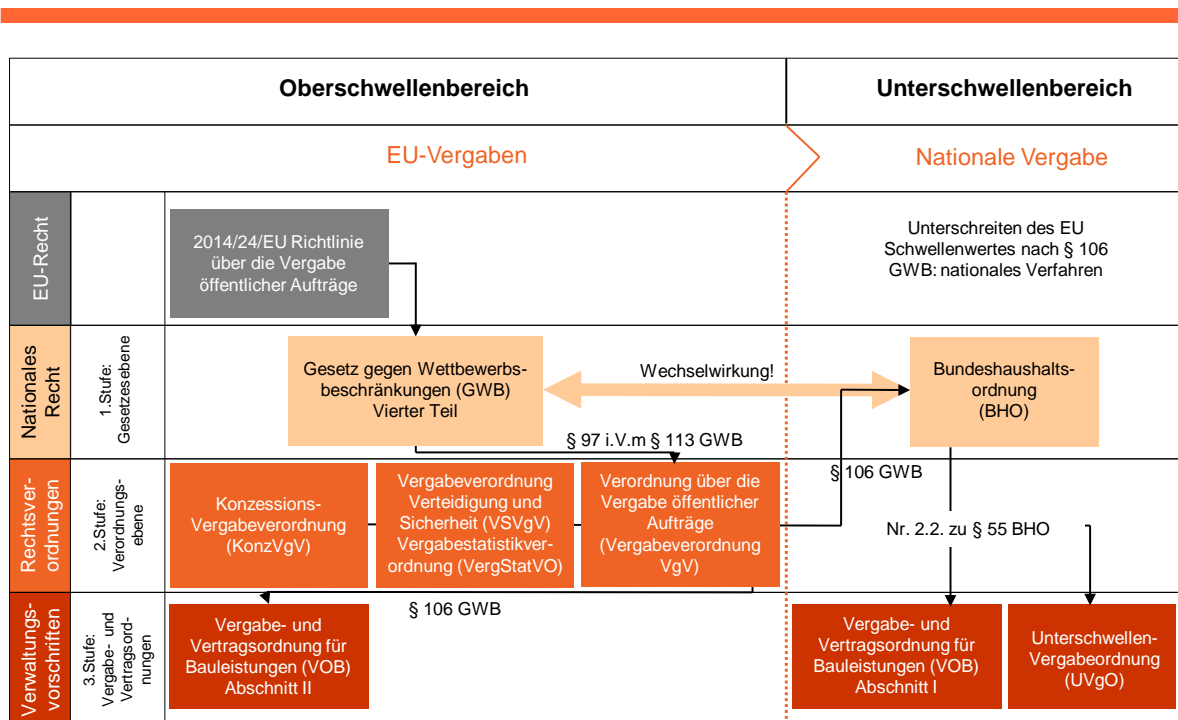 Oberschwellenbereich
Unterschwellenbereich
EU-Vergaben
Nationale Vergabe
EU-Recht
2014/24/EU Richtlinie
über die Vergabe
öffentlicher Aufträge
Unterschreiten des EU
Schwellenwertes nach § 106
GWB: nationales Verfahren
Nationales
Recht
1.Stufe:
Gesetzesebene
Gesetz gegen Wettbewerbs-
beschränkungen (GWB)
Vierter Teil
Wechselwirkung!
Bundeshaushalts-
ordnung
(BHO)
§ 97 i.V.m § 113 GWB
Rechtsver-
ordnungen
2.Stufe:
Verordnungs-
ebene
Konzessions-
Vergabeverordnung
(KonzVgV)
Vergabeverordnung
Verteidigung und
Sicherheit (VSVgV)
Vergabestatistikver-
ordnung (VergStatVO)
Verordnung über die
Vergabe öffentlicher
Aufträge
(Vergabeverordnung
VgV)
§ 106 GWB
Nr. 2.2. zu § 55 BHO
§ 106 GWB
Verwaltungs-
vorschriften
3.Stufe:
Vergabe- und
Vertragsord-
nungen
Vergabe- und
Vertragsordnung für
Bauleistungen (VOB)
Abschnitt II
Vergabe- und
Vertragsordnung für
Bauleistungen (VOB)
Abschnitt I
Unterschwellen-
Vergabeordnung
(UVgO)